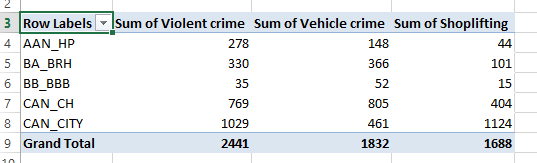 2
3 Row Labels Sum of Violent crime Sum of Vehicle crime Sum of Shoplifting
4 AAN_HP 278 148 44
5 BA_BRH 330 366 101
6 BB_BBB 35 52 15
7 CAN_CH 769 805 404
8 CAN_CITY 1029 461 1124
9 Grand Total 2441 1832 1688
10